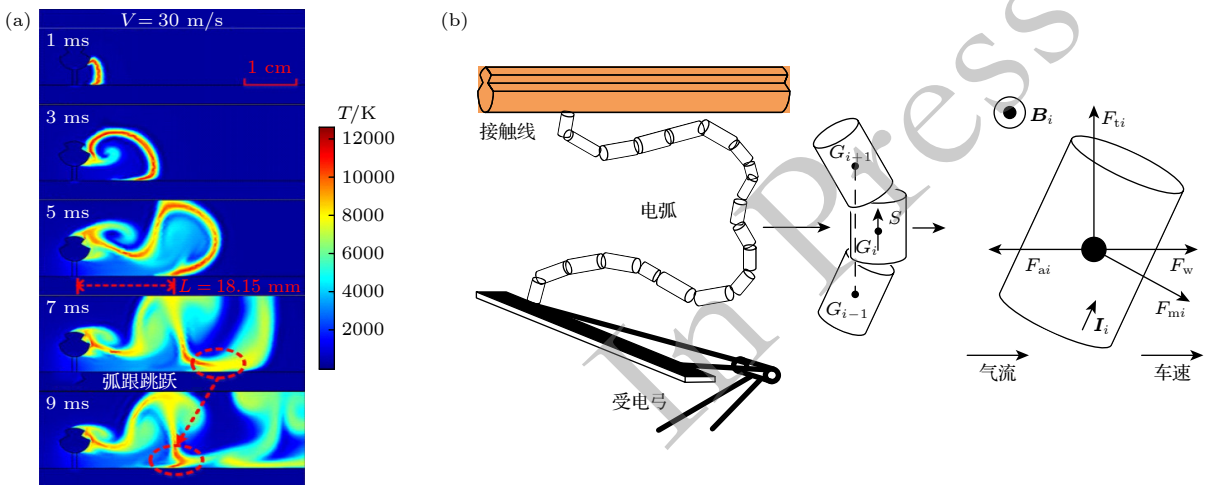 (a)
V = 30 m/s
1 ms
1 cm
3 ms
5 ms
L = 18.15 mm
7 ms
弧跟跳跃
9 ms
T/K
12000
10000
8000
6000
4000
2000
(b)
接触线
电弧
受电弓
G_{i+1}
S
G_i
G_{i−1}
B_i
F_{ti}
F_{ai}
F_w
F_{mi}
I_i
气流
车速
In Press